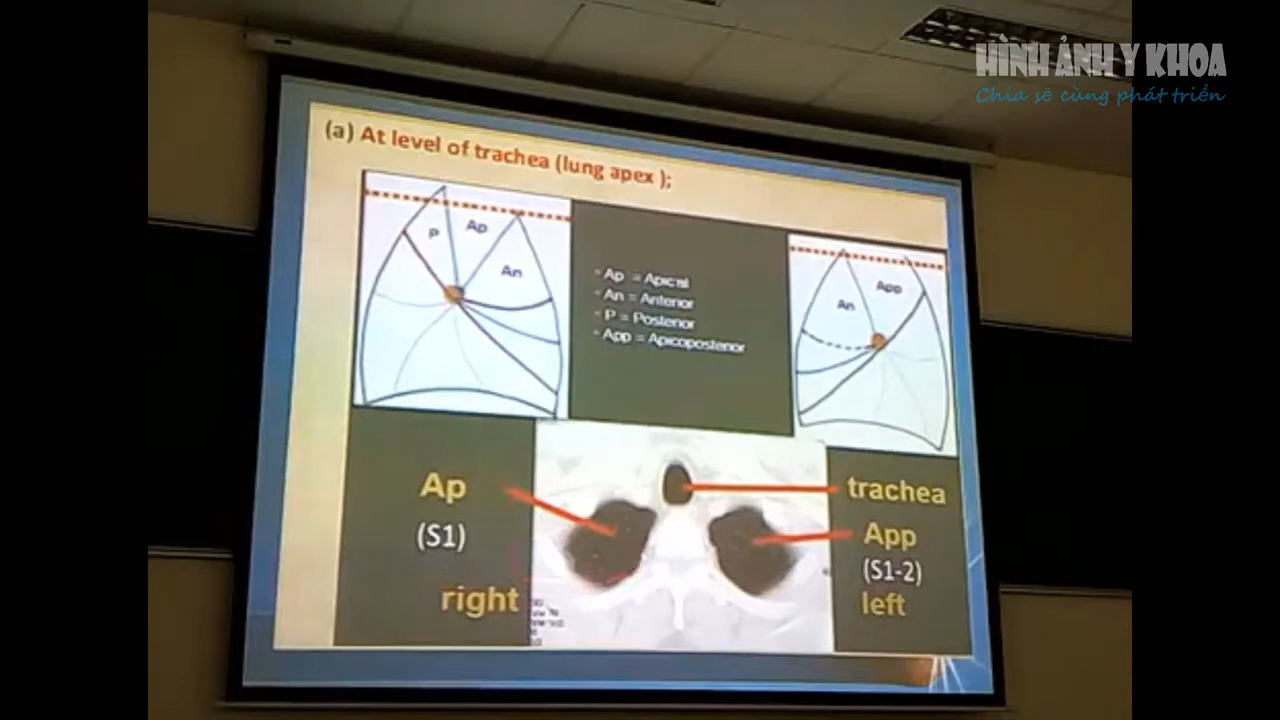 HÌNH ẢNH Y KHOA
Chia sẽ cùng phát triển
(a) At level of trachea (lung apex );
P
Ap
An
Ap = Apical
An = Anterior
P = Posterior
App = Apicoposterior
An
App
Ap
(S1)
right
trachea
App
(S1-2)
left